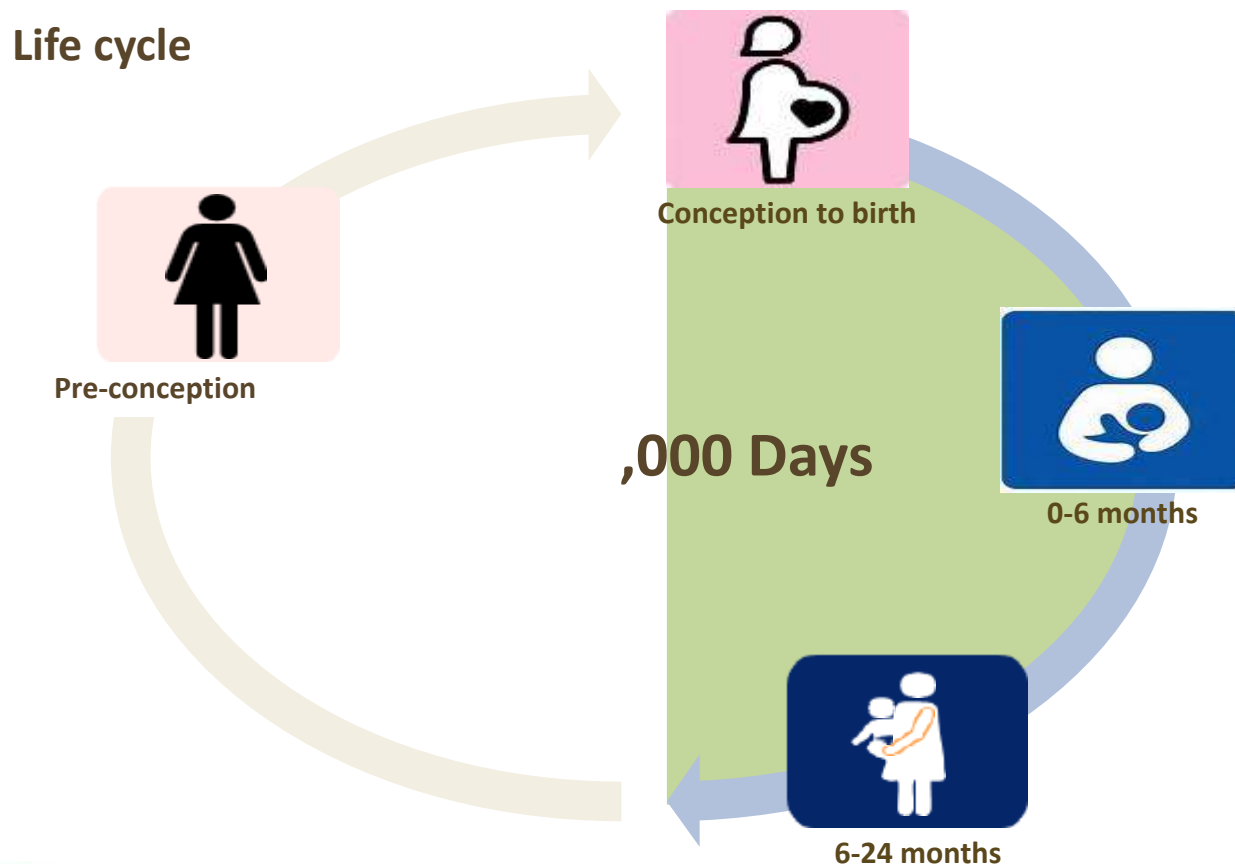 Life cycle
Conception to birth
Pre-conception
,000 Days
0-6 months
6-24 months